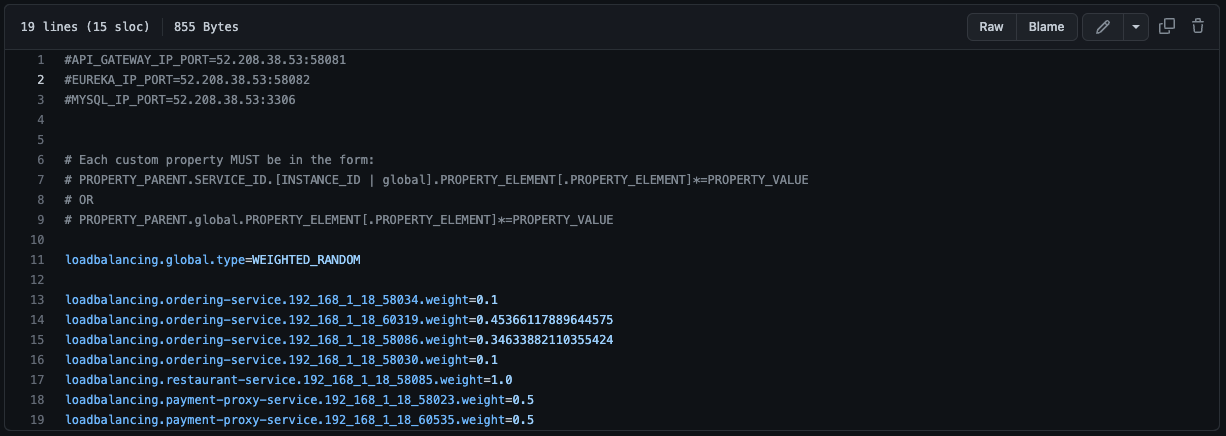 19 lines (15 sloc) 855 Bytes Raw Blame
1 #API_GATEWAY_IP_PORT=52.208.38.53:58081
2 #EUREKA_IP_PORT=52.208.38.53:58082
3 #MYSQL_IP_PORT=52.208.38.53:3306
4
5
6 # Each custom property MUST be in the form:
7 # PROPERTY_PARENT.SERVICE_ID.[INSTANCE_ID | global].PROPERTY_ELEMENT[.PROPERTY_ELEMENT]*=PROPERTY_VALUE
8 # OR
9 # PROPERTY_PARENT.global.PROPERTY_ELEMENT[.PROPERTY_ELEMENT]*=PROPERTY_VALUE
10
11 loadbalancing.global.type=WEIGHTED_RANDOM
12
13 loadbalancing.ordering-service.192_168_1_18_58034.weight=0.1
14 loadbalancing.ordering-service.192_168_1_18_60319.weight=0.45366117889644575
15 loadbalancing.ordering-service.192_168_1_18_58086.weight=0.34633882110355424
16 loadbalancing.ordering-service.192_168_1_18_58030.weight=0.1
17 loadbalancing.restaurant-service.192_168_1_18_58085.weight=1.0
18 loadbalancing.payment-proxy-service.192_168_1_18_58023.weight=0.5
19 loadbalancing.payment-proxy-service.192_168_1_18_60535.weight=0.5